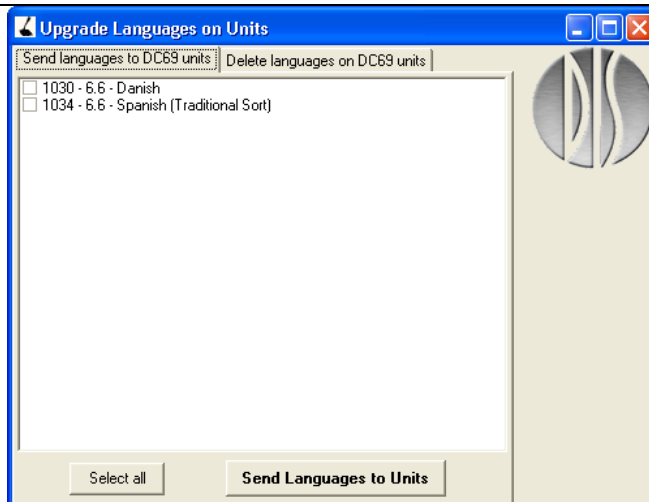 Upgrade Languages on Units
Send languages to DC69 units Delete languages on DC69 units
1030 - 6.6 - Danish
1034 - 6.6 - Spanish (Traditional Sort)
DIS
Select all Send Languages to Units